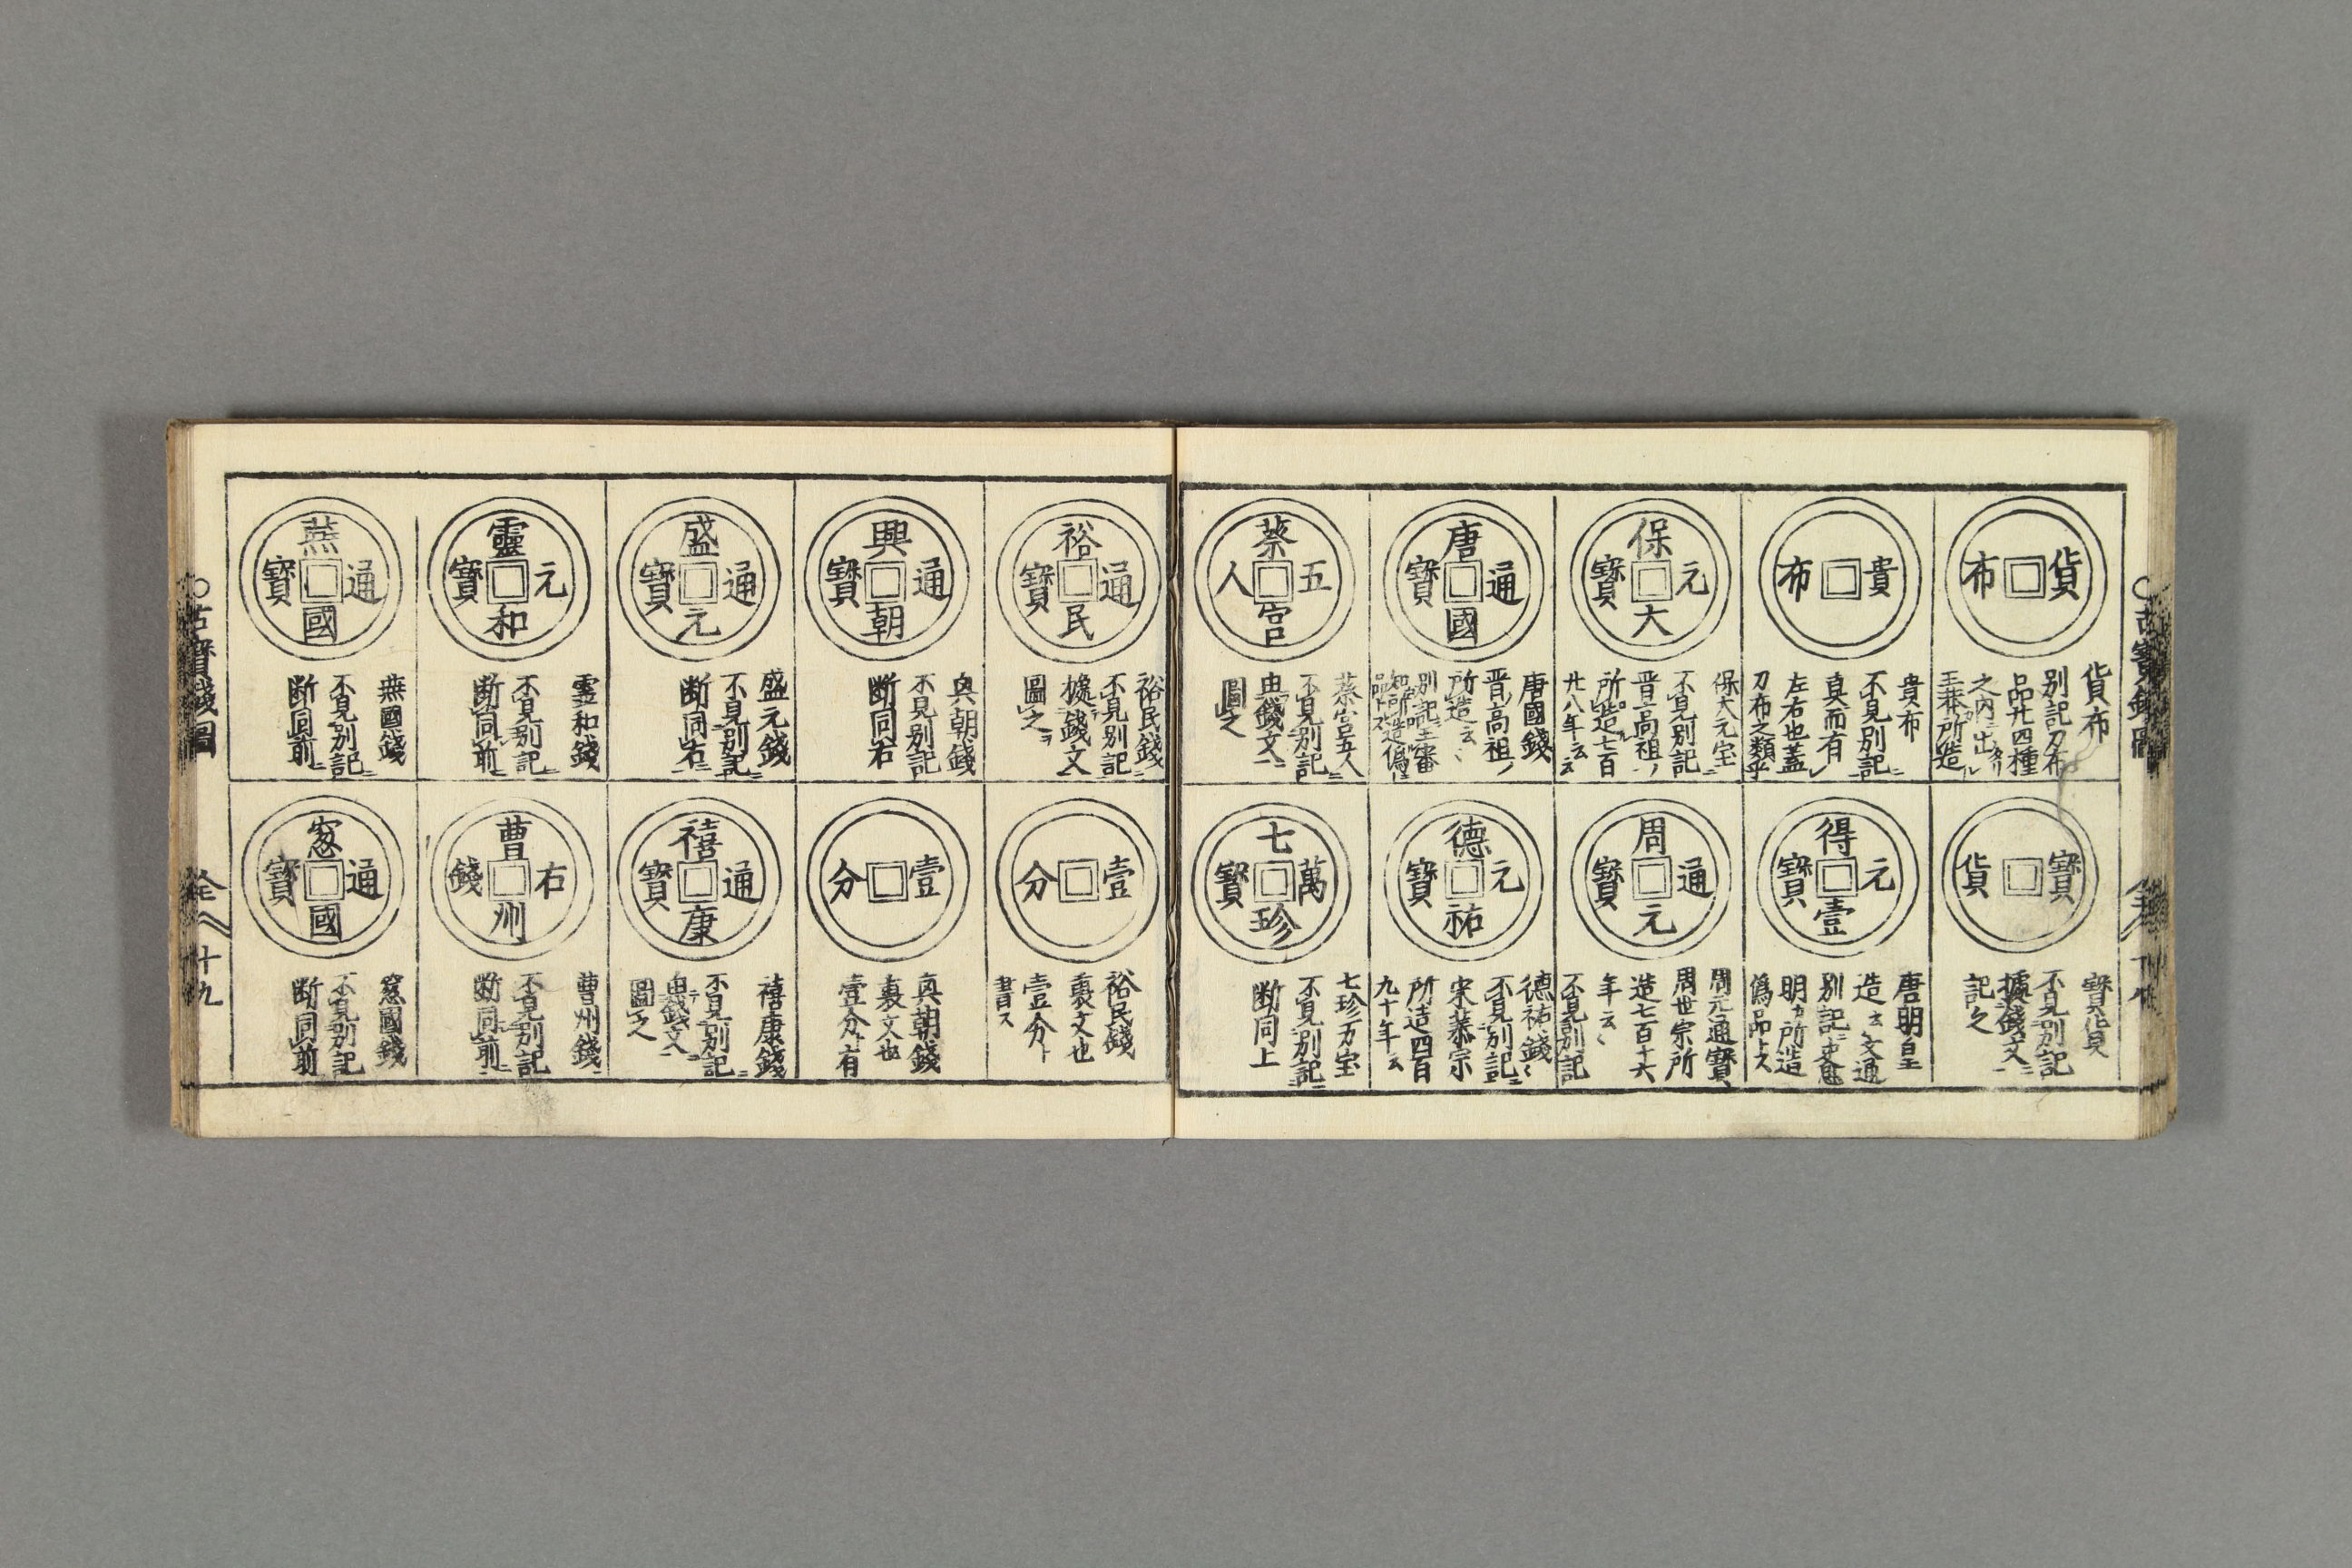 貨布
貨布
別記刀布
品廿四種
之内ニ出
王莽所造
貴布
貴布
不見別記
真而有
左右也蓋
刀布之類乎
保大元寶
保大元宝
不見別記
晋高祖ノ
所造七百
廿八年云云
唐國通寶
唐國錢
晋高祖ノ
所造云
別記ニ
蔡宮五人
蔡宮五人
不見別記
由錢文
圖之
寶貨
寶貨
不見別記
據錢文
記之
得壹元寶
唐明皇
造云云文通
別記
明カ所造
偽品
周元通寶
周元通寶
周世宗所
造七百十六
年云
不見別記
德祐元寶
德祐錢
不見別記
宋恭宗
所造四百
九十年云
七珍萬寶
七珍万宝
不見別記
断同上
裕民通寶
裕民錢
不見別記
據錢文
圖之
興朝通寶
興朝錢
不見別記
断同右
盛元通寶
盛元錢
不見別記
断同右
靈和元寶
靈和錢
不見別記
断同前
燕國通寶
燕國錢
不見別記
断同前
壹分
裕民錢
裏文也
壹分ト
書ス
壹分
興朝錢
裏文也
壹分ト有
禧康通寶
禧康錢
不見別記
由錢文
圖之
曹州右錢
曹州錢
不見別記
断同前
窓國通寶
窓國錢
不見別記
断同前
古寳錢圖
十九